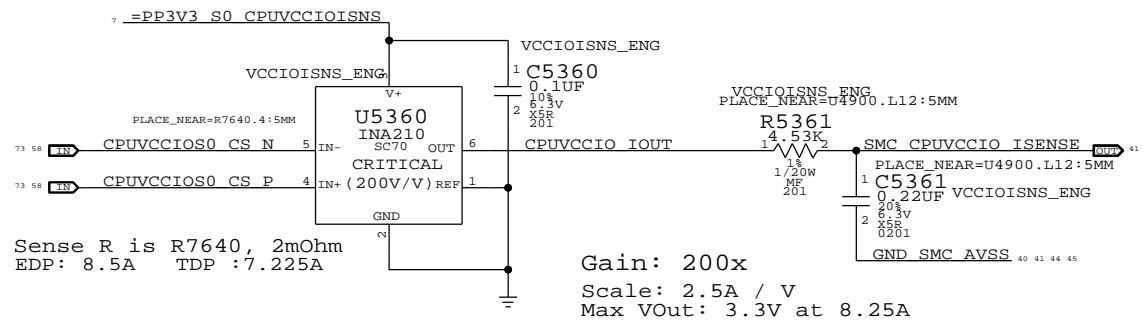 7 =PP3V3_S0_CPUVCCIOISNS
VCCIOISNS_ENG
VCCIOISNS_ENG
3
V+
1 C5360
0.1UF
10%
2 6.3V
X5R
201
PLACE_NEAR=R7640.4:5MM
U5360
INA210
SC70
CRITICAL
(200V/V)
73 58 IN CPUVCCIOS0_CS_N 5 IN-
73 58 IN CPUVCCIOS0_CS_P 4 IN+
OUT 6 CPUVCCIO_IOUT
REF 1
GND
2
VCCIOISNS_ENG
PLACE_NEAR=U4900.L12:5MM
R5361
4.53K
1 2
1%
1/20W
MF
201
SMC_CPUVCCIO_ISENSE OUT 41
PLACE_NEAR=U4900.L12:5MM
1 C5361
0.22UF
VCCIOISNS_ENG
20%
2 6.3V
X5R
0201
GND_SMC_AVSS 40 41 44 45
Sense R is R7640, 2mOhm
EDP: 8.5A TDP :7.225A
Gain: 200x
Scale: 2.5A / V
Max VOut: 3.3V at 8.25A